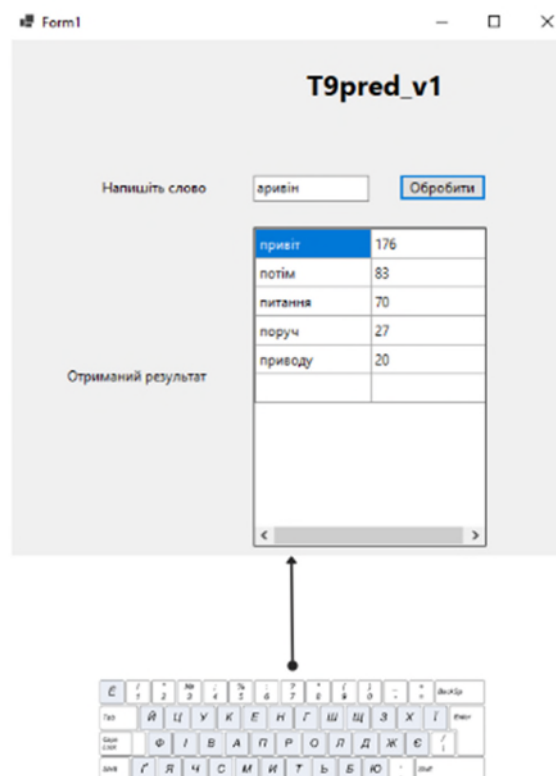 Form1
T9pred_v1
Напишіть слово
аривін
Обробити
привіт 176
потім 83
питання 70
поруч 27
приводу 20
Отриманий результат
Й Ц У К Е Н Г Ш Щ З Х Ї
Ф І В А П Р О Л Д Ж Є
Ґ Я Ч С М И Т Ь Б Ю